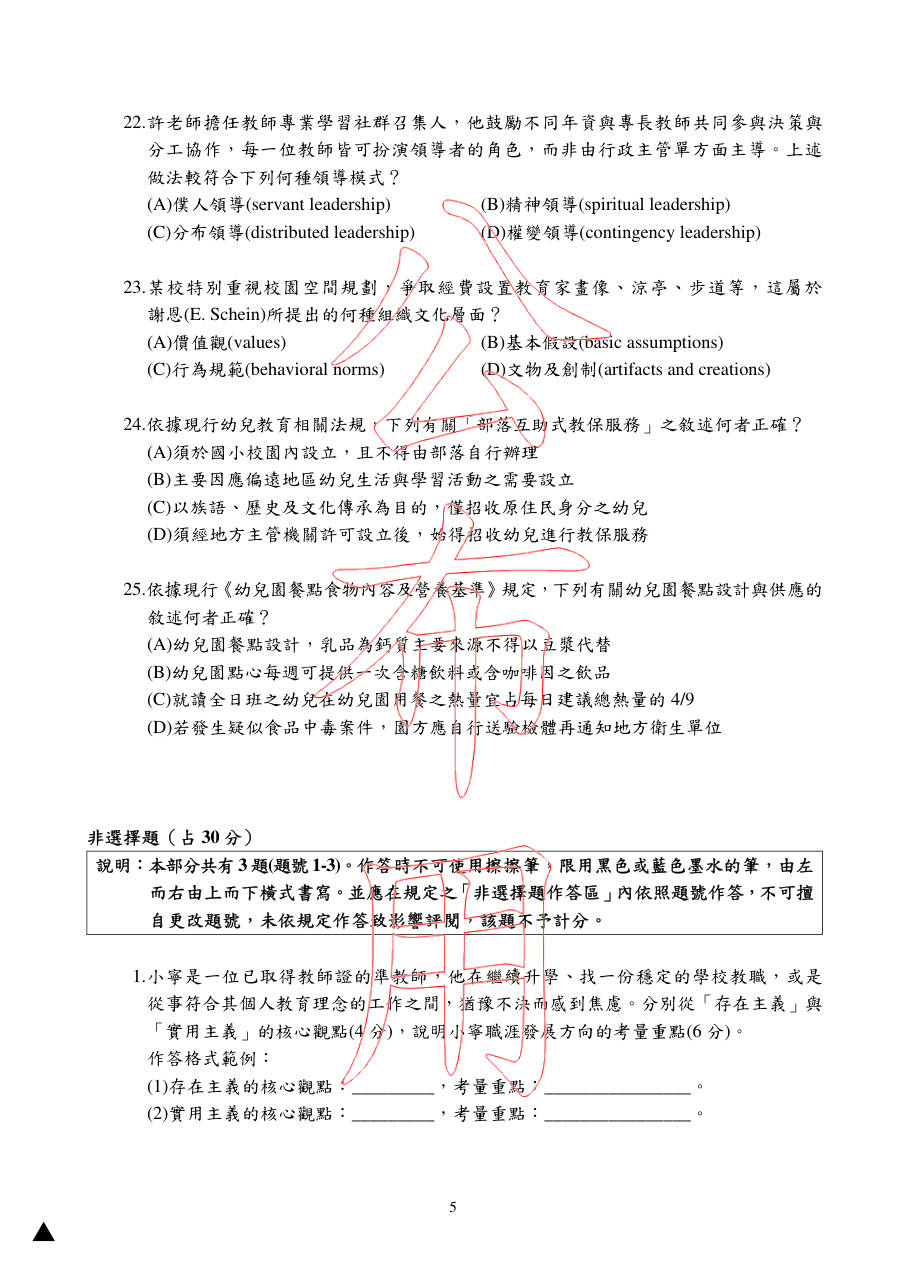 22.許老師擔任教師專業學習社群召集人，他鼓勵不同年資與專長教師共同參與決策與
分工協作，每一位教師皆可扮演領導者的角色，而非由行政主管單方面主導。上述
做法較符合下列何種領導模式？
(A)僕人領導(servant leadership) (B)精神領導(spiritual leadership)
(C)分布領導(distributed leadership) (D)權變領導(contingency leadership)
23.某校特別重視校園空間規劃，爭取經費設置教育家畫像、涼亭、步道等，這屬於
謝恩(E. Schein)所提出的何種組織文化層面？
(A)價值觀(values) (B)基本假設(basic assumptions)
(C)行為規範(behavioral norms) (D)文物及創制(artifacts and creations)
24.依據現行幼兒教育相關法規，下列有關「部落互助式教保服務」之敘述何者正確？
(A)須於國小校園內設立，且不得由部落自行辦理
(B)主要因應偏遠地區幼兒生活與學習活動之需要設立
(C)以族語、歷史及文化傳承為目的，僅招收原住民身分之幼兒
(D)須經地方主管機關許可設立後，始得招收幼兒進行教保服務
25.依據現行《幼兒園餐點食物內容及營養基準》規定，下列有關幼兒園餐點設計與供應的
敘述何者正確？
(A)幼兒園餐點設計，乳品為鈣質主要來源不得以豆漿代替
(B)幼兒園點心每週可提供一次含糖飲料或含咖啡因之飲品
(C)就讀全日班之幼兒在幼兒園用餐之熱量宜占每日建議總熱量的 4/9
(D)若發生疑似食品中毒案件，園方應自行送驗檢體再通知地方衛生單位
非選擇題（占 30 分）
說明：本部分共有 3 題(題號 1-3)。作答時不可使用擦擦筆，限用黑色或藍色墨水的筆，由左
而右由上而下橫式書寫。並應在規定之「非選擇題作答區」內依照題號作答，不可擅
自更改題號，未依規定作答致影響評閱，該題不予計分。
1.小寧是一位已取得教師證的準教師，他在繼續升學、找一份穩定的學校教職，或是
從事符合其個人教育理念的工作之間，猶豫不決而感到焦慮。分別從「存在主義」與
「實用主義」的核心觀點(4 分)，說明小寧職涯發展方向的考量重點(6 分)。
作答格式範例：
(1)存在主義的核心觀點：_________，考量重點：________________。
(2)實用主義的核心觀點：_________，考量重點：________________。
5
公布用